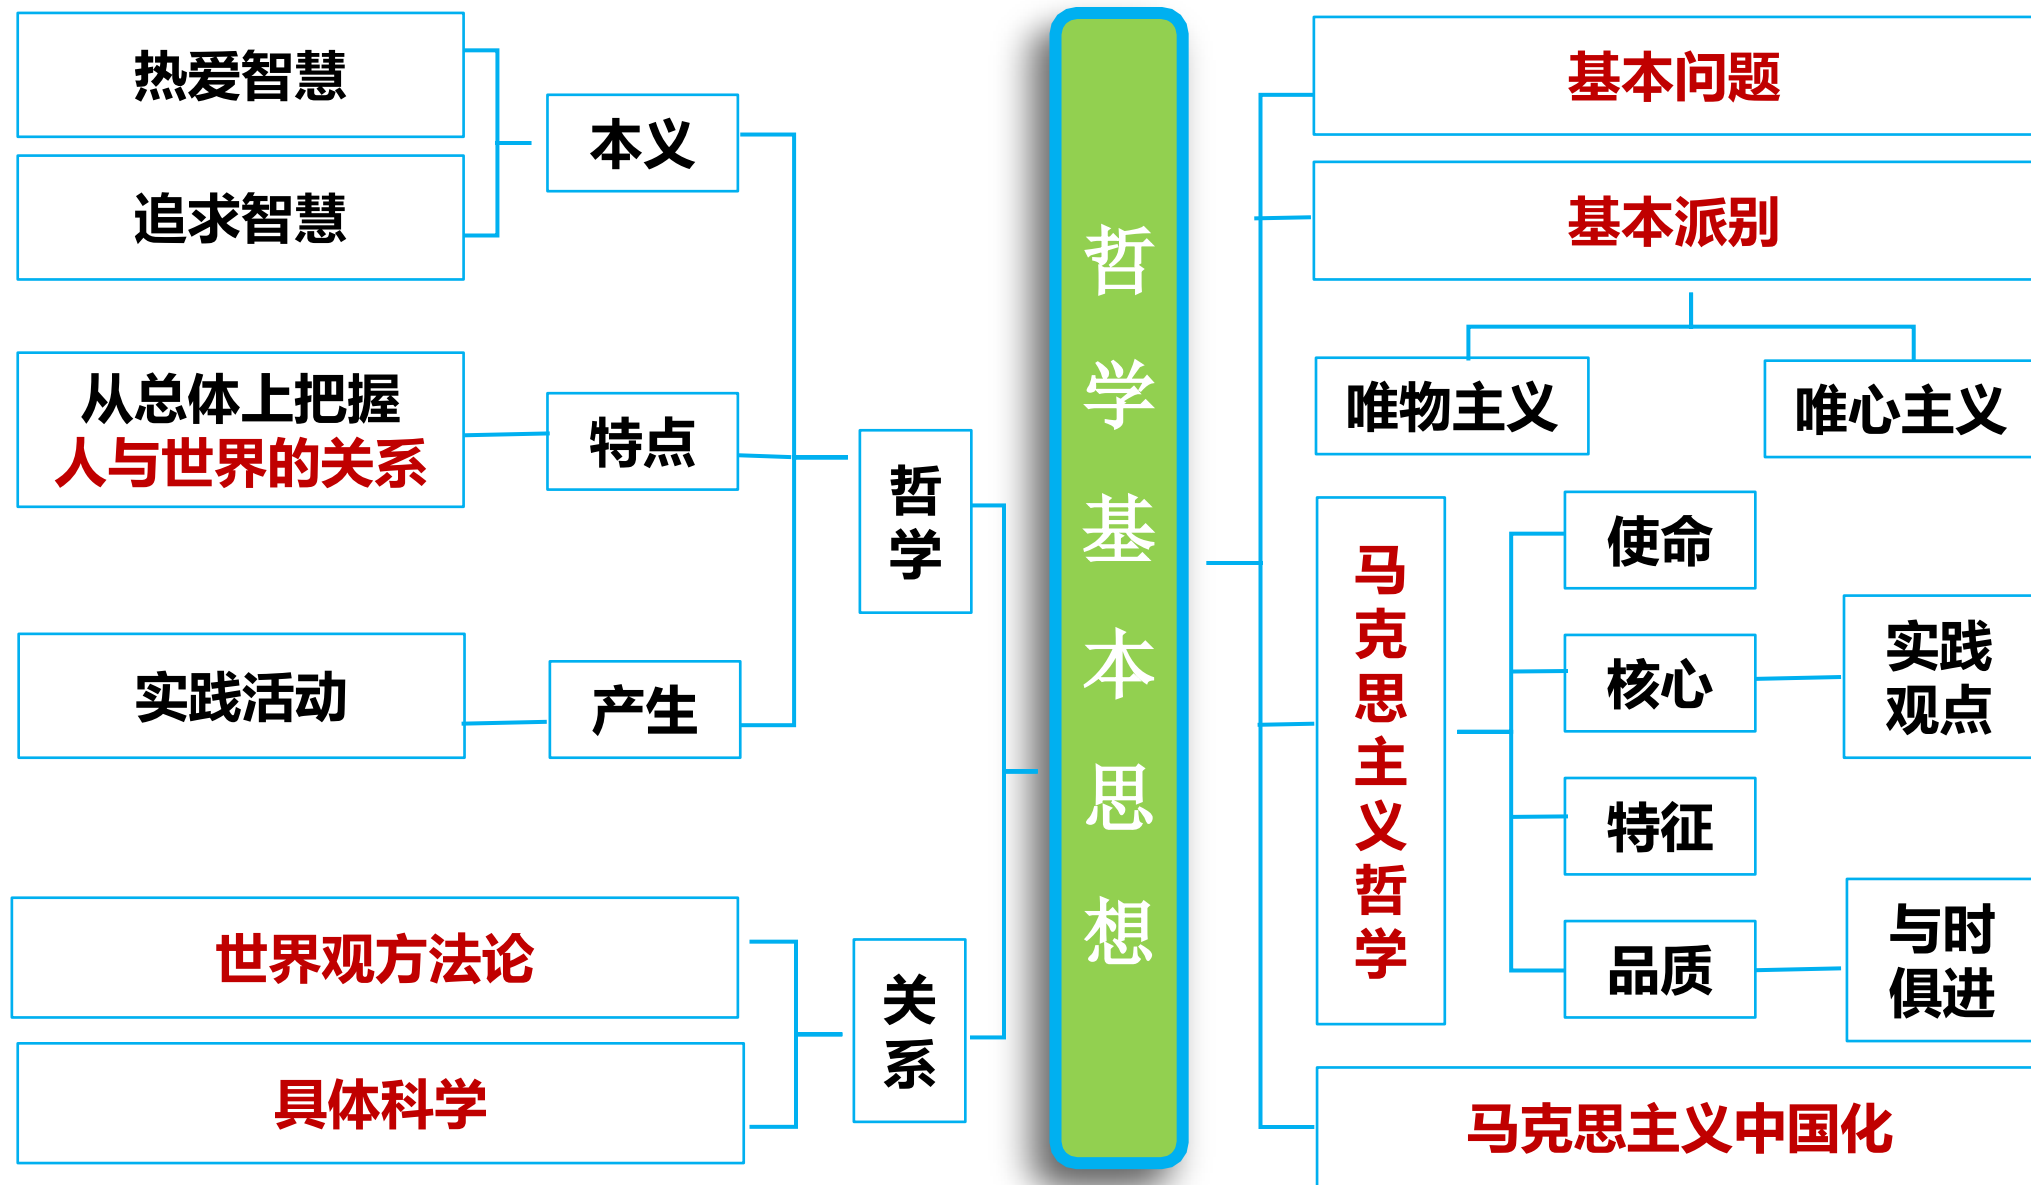 热爱智慧
追求智慧
本义
从总体上把握
人与世界的关系
特点
实践活动
产生
哲
学
世界观方法论
具体科学
关
系
哲
学
基
本
思
想
基本问题
基本派别
唯物主义
唯心主义
马
克
思
主
义
哲
学
使命
核心
实践
观点
特征
品质
与时
俱进
马克思主义中国化